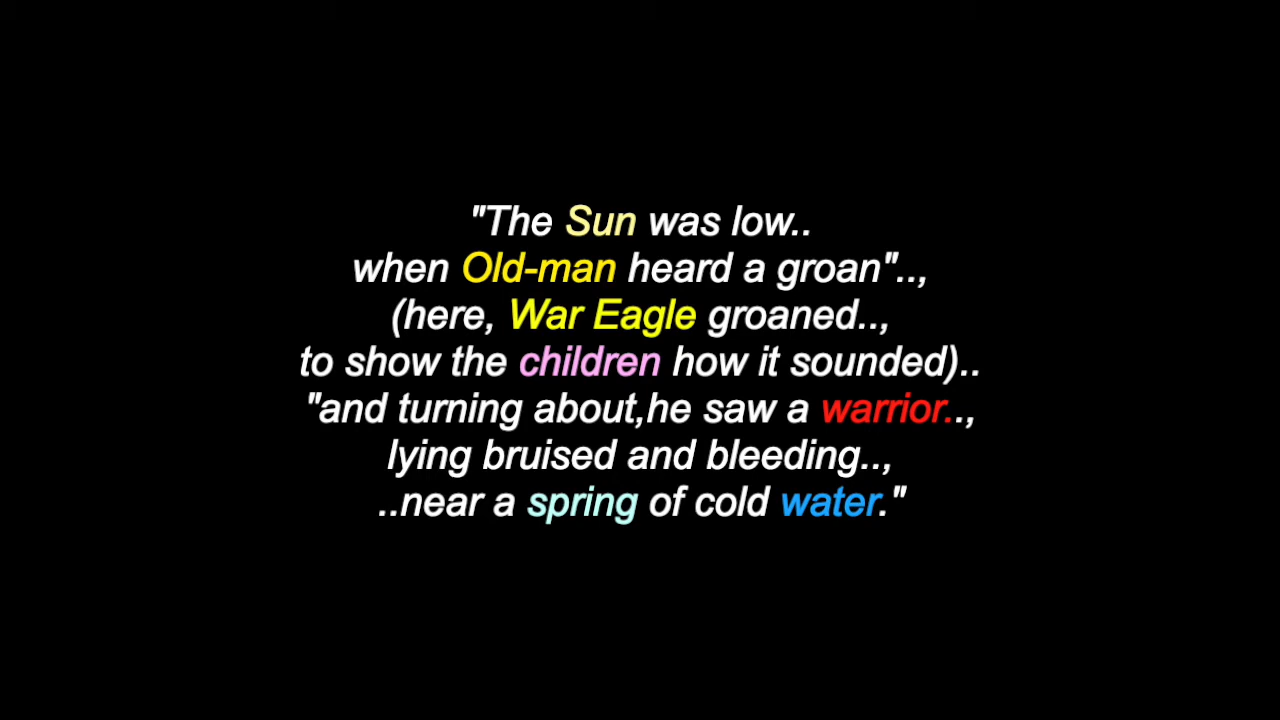 "The Sun was low..
when Old-man heard a groan"..,
(here, War Eagle groaned..,
to show the children how it sounded)..
"and turning about,he saw a warrior..,
lying bruised and bleeding..,
..near a spring of cold water."